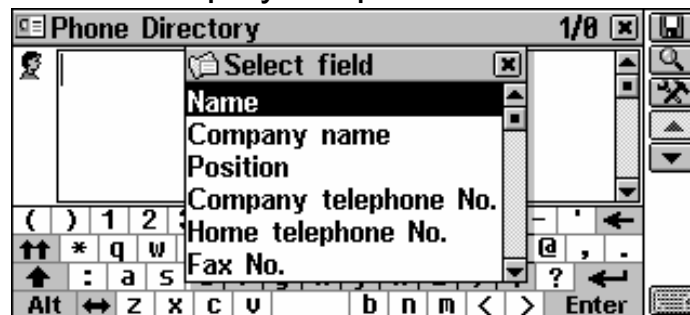 Phone Directory 1/8
Select field
Name
Company name
Position
Company telephone No.
Home telephone No.
Fax No.
( ) 1 2 - '
* q w @ , .
: a s ?
Alt z x c v b n m < > Enter